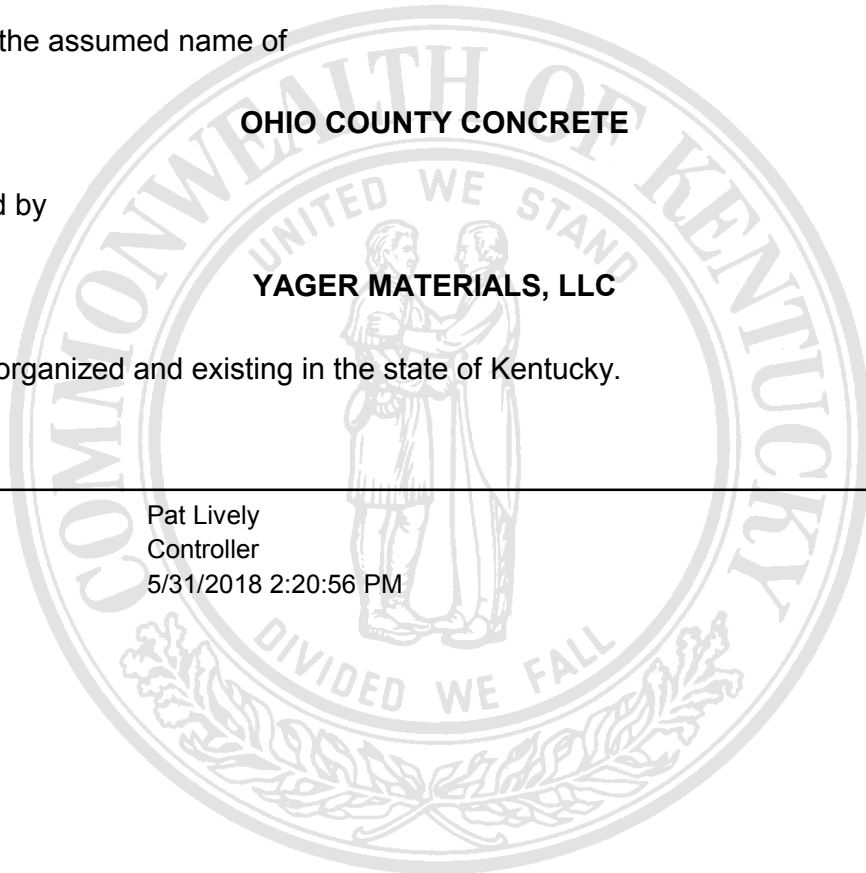 the assumed name of
OHIO COUNTY CONCRETE
d by
YAGER MATERIALS, LLC
organized and existing in the state of Kentucky.
Pat Lively
Controller
5/31/2018 2:20:56 PM
COMMONWEALTH OF KENTUCKY
UNITED WE STAND
DIVIDED WE FALL